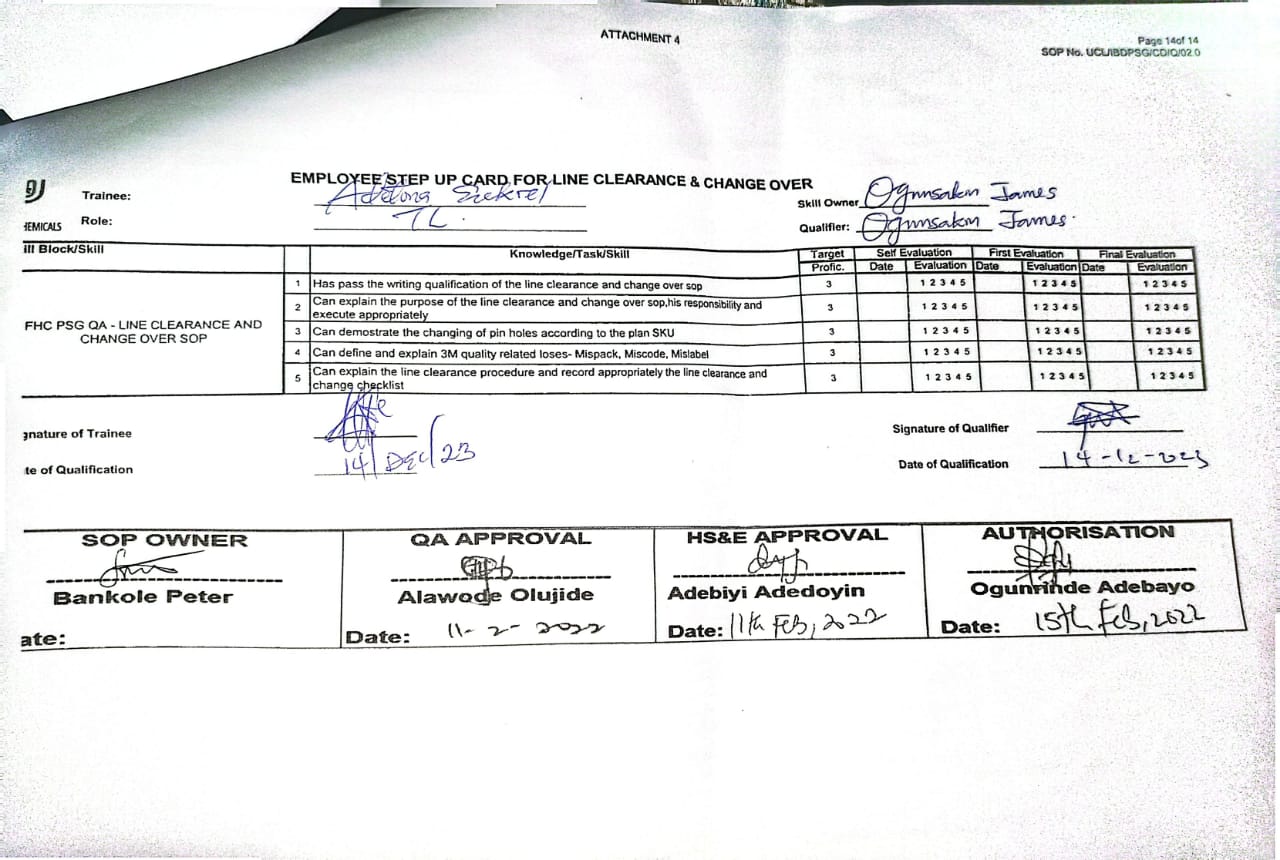 ATTACHMENT 4
Page 14of 14
SOP No. UCL/IBDPSG/CD/Q/02.0
EMPLOYEE STEP UP CARD FOR LINE CLEARANCE & CHANGE OVER
Trainee:
Skill Owner Ogunsakin James
EMICALS Role: TL.
Qualifier: Ogunsakin James.
ill Block/Skill Knowledge/Task/Skill Target Profic. Self Evaluation First Evaluation Final Evaluation
Date Evaluation Date Evaluation Date Evaluation
FHC PSG QA - LINE CLEARANCE AND
CHANGE OVER SOP
1 Has pass the writing qualification of the line clearance and change over sop 3 1 2 3 4 5 1 2 3 4 5 1 2 3 4 5
2 Can explain the purpose of the line clearance and change over sop,his responsibility and
execute appropriately 3 1 2 3 4 5 1 2 3 4 5 1 2 3 4 5
3 Can demostrate the changing of pin holes according to the plan SKU 3 1 2 3 4 5 1 2 3 4 5 1 2 3 4 5
4 Can define and explain 3M quality related loses- Mispack, Miscode, Mislabel 3 1 2 3 4 5 1 2 3 4 5 1 2 3 4 5
5 Can explain the line clearance procedure and record appropriately the line clearance and
change checklist 3 1 2 3 4 5 1 2 3 4 5 1 2 3 4 5
gnature of Trainee
Signature of Qualifier
te of Qualification 14/DEC/23
Date of Qualification 14-12-2023
SOP OWNER QA APPROVAL HS&E APPROVAL AUTHORISATION
Bankole Peter Alawode Olujide Adebiyi Adedoyin Ogunrinde Adebayo
ate: Date: 11-2-2022 Date: 11th Feb, 2022 Date: 15th Feb, 2022